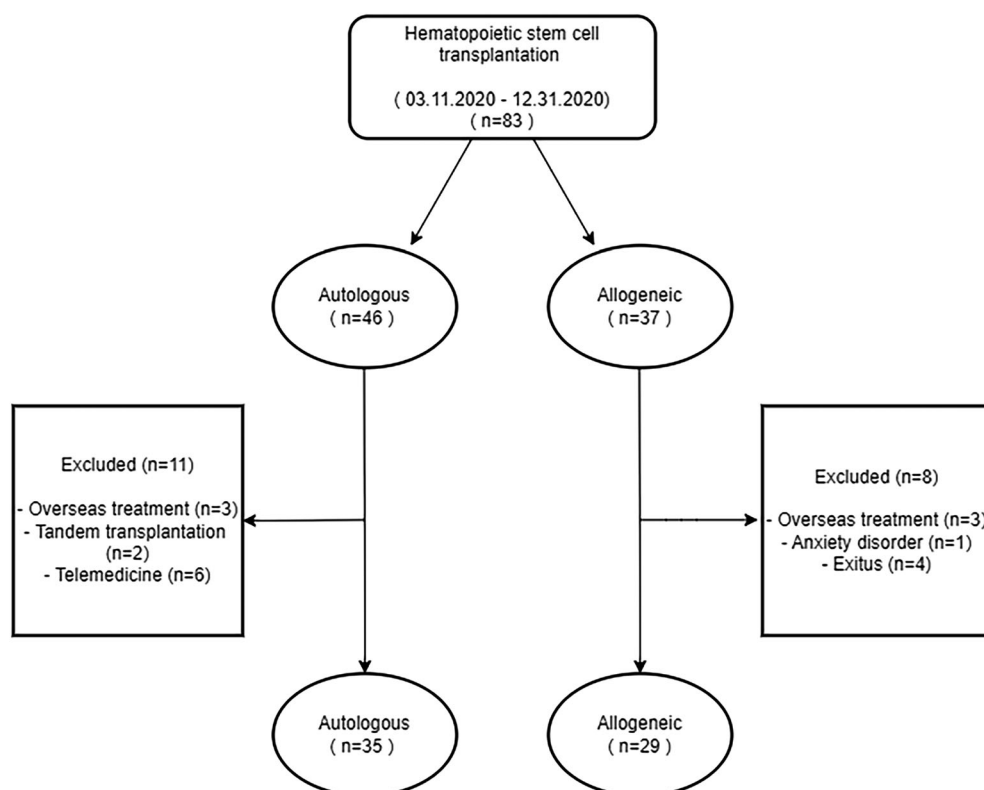 Hematopoietic stem cell
transplantation
( 03.11.2020 - 12.31.2020)
( n=83 )
Autologous
( n=46 )
Allogeneic
( n=37 )
Excluded (n=11)
- Overseas treatment (n=3)
- Tandem transplantation
(n=2)
- Telemedicine (n=6)
Excluded (n=8)
- Overseas treatment (n=3)
- Anxiety disorder (n=1)
- Exitus (n=4)
Autologous
( n=35 )
Allogeneic
( n=29 )